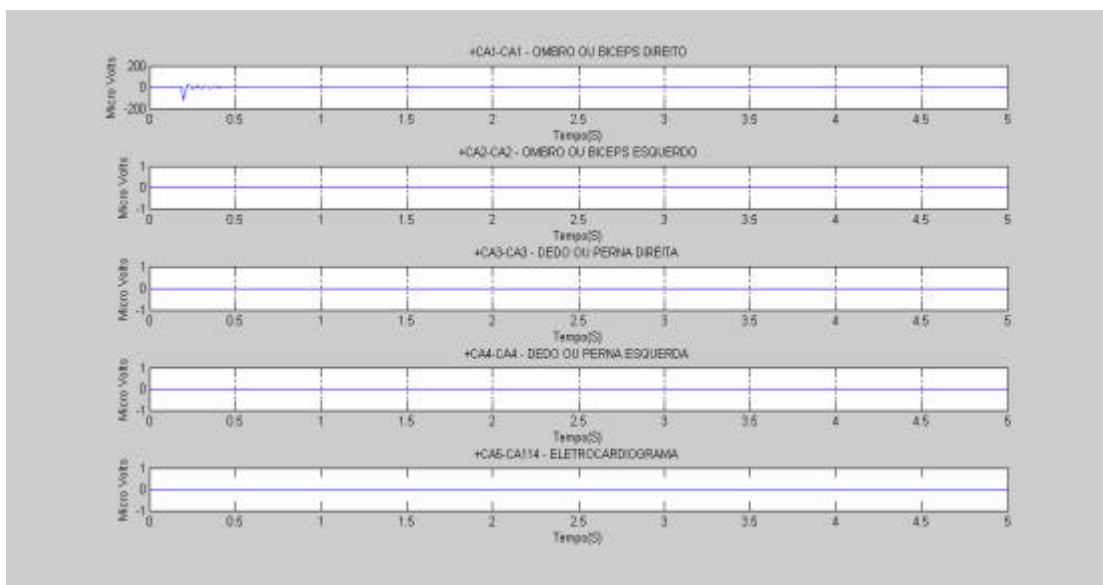 +CA1-CA1 - OMBRO OU BICEPS DIREITO
Micro Volts
200
0
-200
0 0.5 1 1.5 2 2.5 3 3.5 4 4.5 5
Tempo(S)
+CA2-CA2 - OMBRO OU BICEPS ESQUERDO
Micro Volts
1
0
-1
0 0.5 1 1.5 2 2.5 3 3.5 4 4.5 5
Tempo(S)
+CA3-CA3 - DEDO OU PERNA DIREITA
Micro Volts
1
0
-1
0 0.5 1 1.5 2 2.5 3 3.5 4 4.5 5
Tempo(S)
+CA4-CA4 - DEDO OU PERNA ESQUERDA
Micro Volts
1
0
-1
0 0.5 1 1.5 2 2.5 3 3.5 4 4.5 5
Tempo(S)
+CA5-CA114 - ELETROCARDIOGRAMA
Micro Volts
1
0
-1
0 0.5 1 1.5 2 2.5 3 3.5 4 4.5 5
Tempo(S)